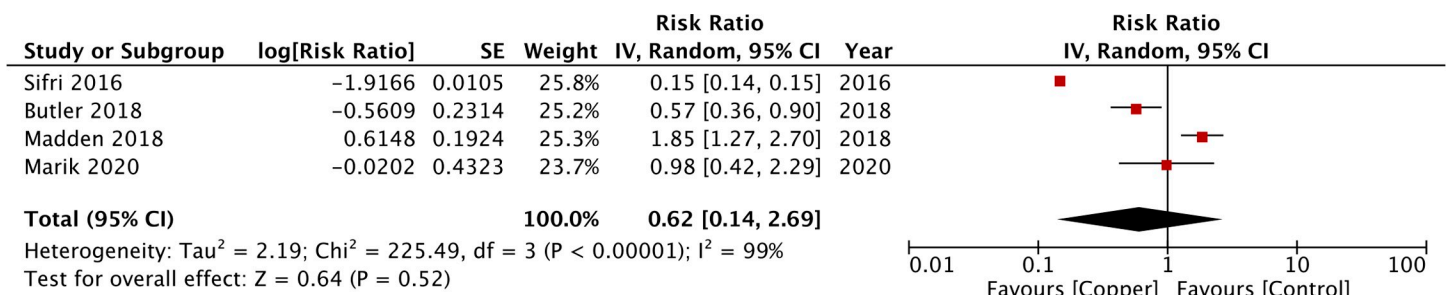 Risk Ratio Risk Ratio
Study or Subgroup log[Risk Ratio] SE Weight IV, Random, 95% CI Year IV, Random, 95% CI
Sifri 2016 −1.9166 0.0105 25.8% 0.15 [0.14, 0.15] 2016
Butler 2018 −0.5609 0.2314 25.2% 0.57 [0.36, 0.90] 2018
Madden 2018 0.6148 0.1924 25.3% 1.85 [1.27, 2.70] 2018
Marik 2020 −0.0202 0.4323 23.7% 0.98 [0.42, 2.29] 2020
Total (95% CI) 100.0% 0.62 [0.14, 2.69]
Heterogeneity: Tau² = 2.19; Chi² = 225.49, df = 3 (P < 0.00001); I² = 99%
Test for overall effect: Z = 0.64 (P = 0.52)
0.01 0.1 1 10 100
Favours [Copper] Favours [Control]